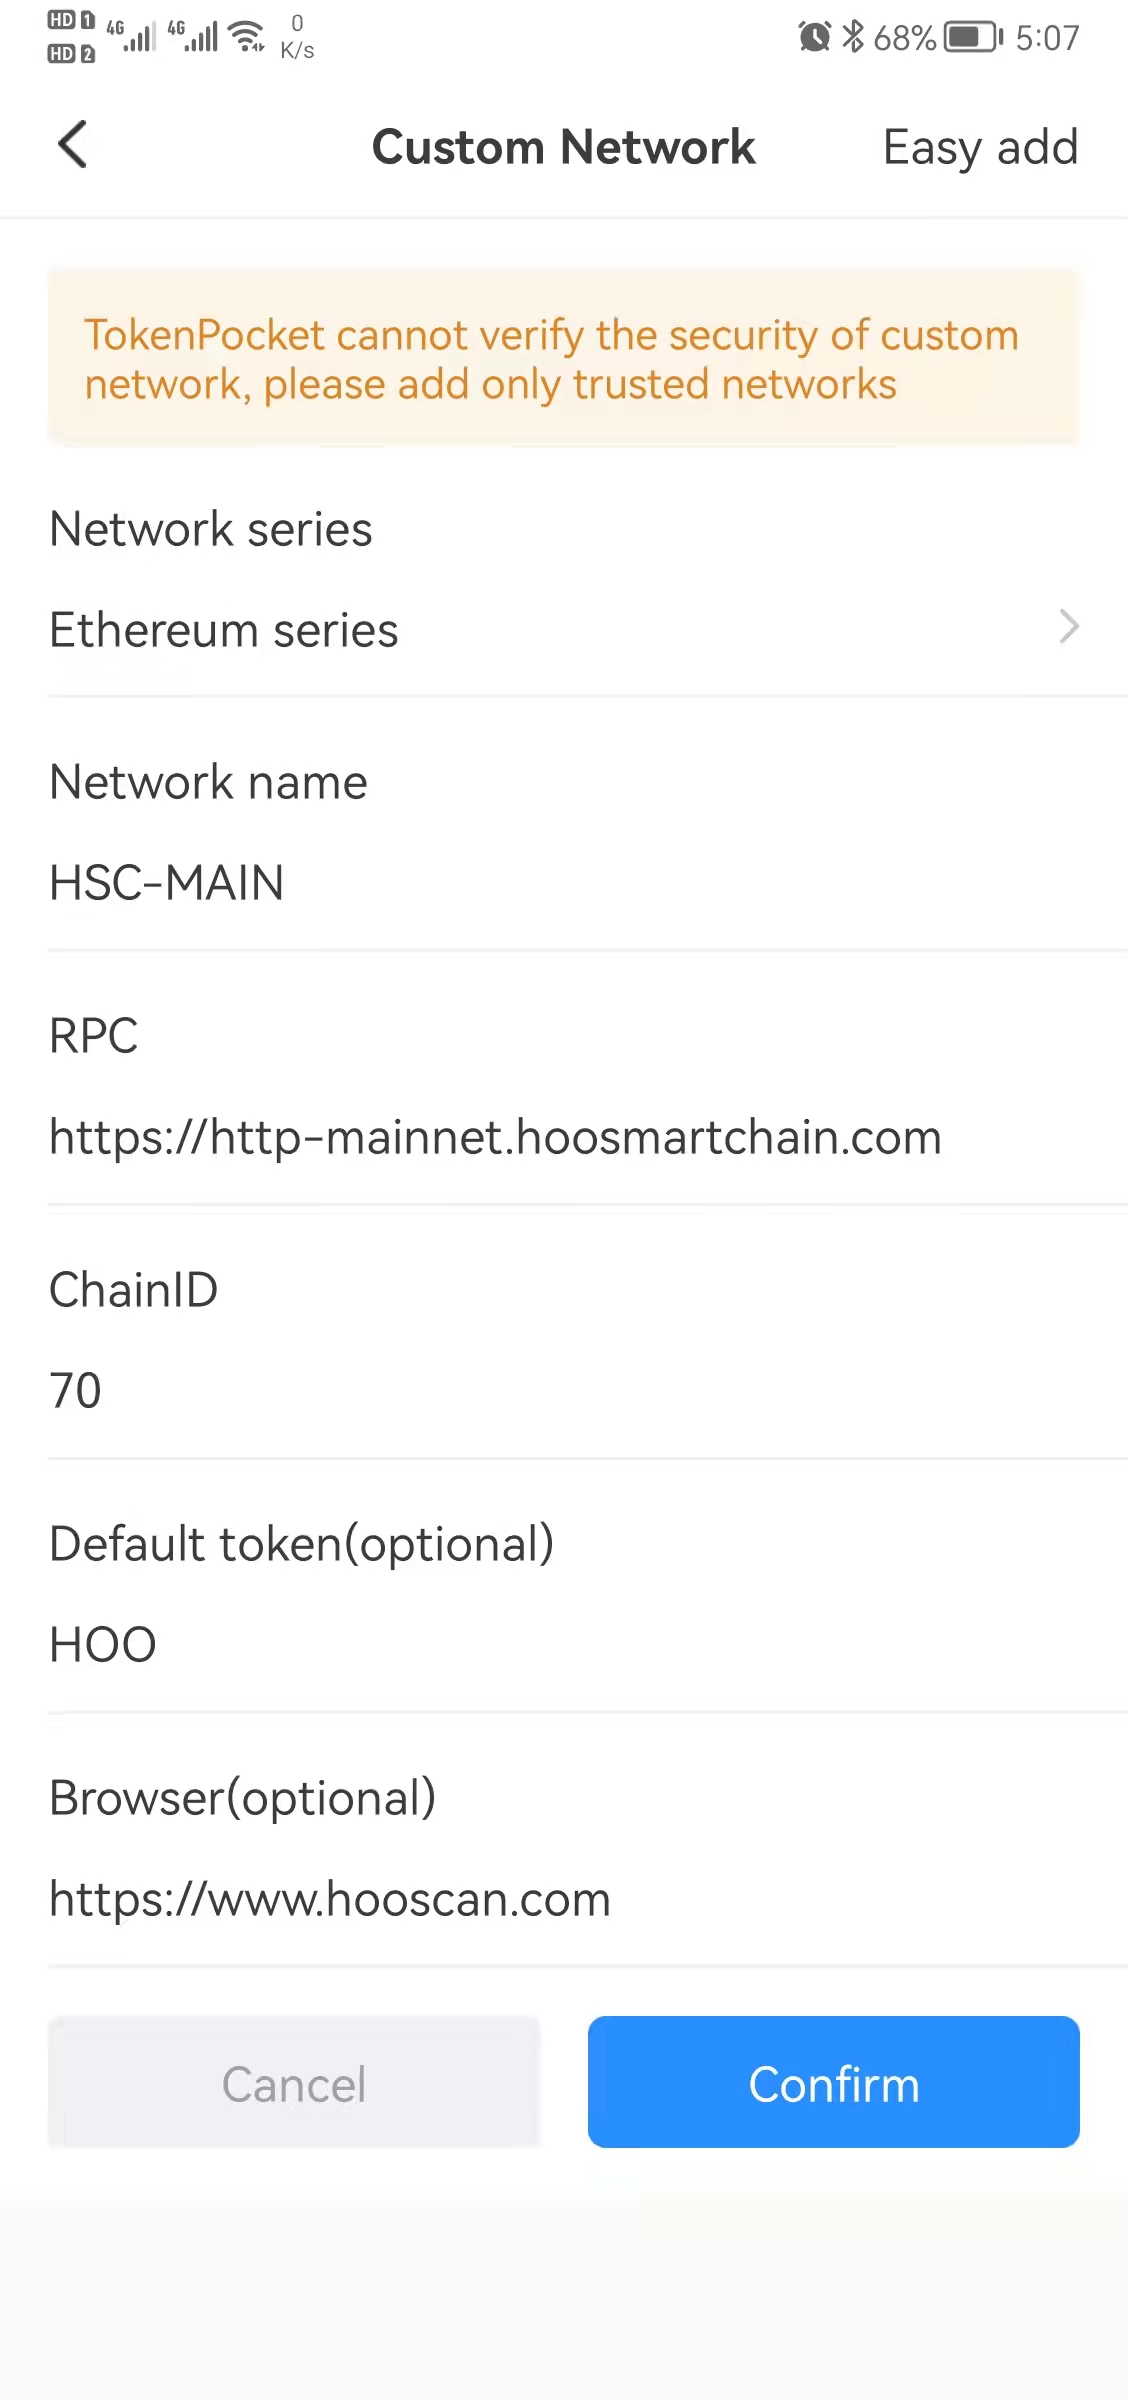 HD 1 4G 4G 0
HD 2 K/s 68% 5:07
Custom Network Easy add
TokenPocket cannot verify the security of custom
network, please add only trusted networks
Network series
Ethereum series
Network name
HSC-MAIN
RPC
https://http-mainnet.hoosmartchain.com
ChainID
70
Default token(optional)
HOO
Browser(optional)
https://www.hooscan.com
Cancel Confirm